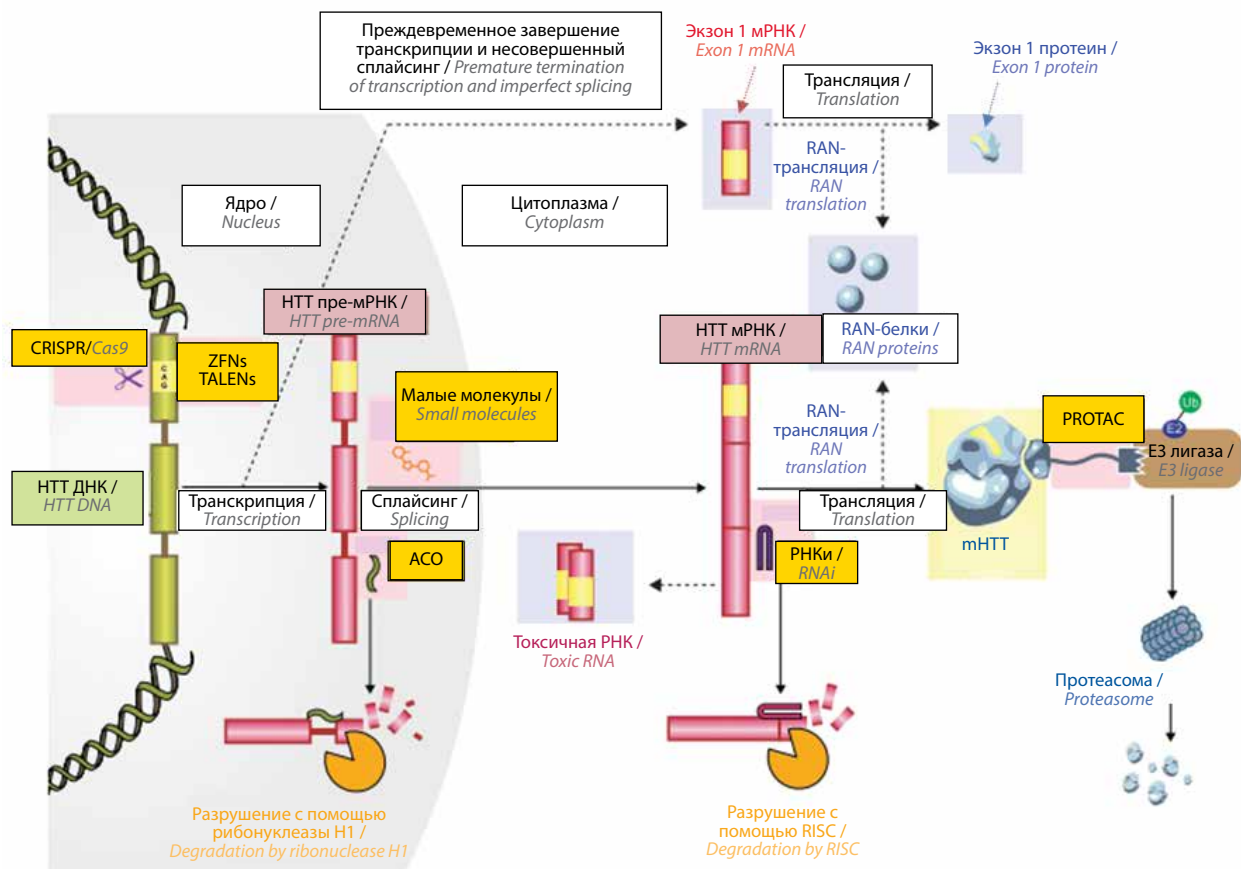 Преждевременное завершение
транскрипции и несовершенный
сплайсинг / Premature termination
of transcription and imperfect splicing
Экзон 1 мРНК /
Exon 1 mRNA
Трансляция /
Translation
Экзон 1 протеин /
Exon 1 protein
RAN-
трансляция /
RAN
translation
Ядро /
Nucleus
Цитоплазма /
Cytoplasm
HTT пре-мРНК /
HTT pre-mRNA
HTT мРНК /
HTT mRNA
RAN-белки /
RAN proteins
CRISPR/Cas9
CAG
ZFNs
TALENs
Малые молекулы /
Small molecules
RAN-
трансляция /
RAN
translation
PROTAC
Ub
E2
E3 лигаза /
E3 ligase
HTT ДНК /
HTT DNA
Транскрипция /
Transcription
Сплайсинг /
Splicing
Трансляция /
Translation
mHTT
АСО
РНКи /
RNAi
Токсичная РНК /
Toxic RNA
Протеасома /
Proteasome
Разрушение с помощью
рибонуклеазы H1 /
Degradation by ribonuclease H1
Разрушение с
помощью RISC /
Degradation by RISC